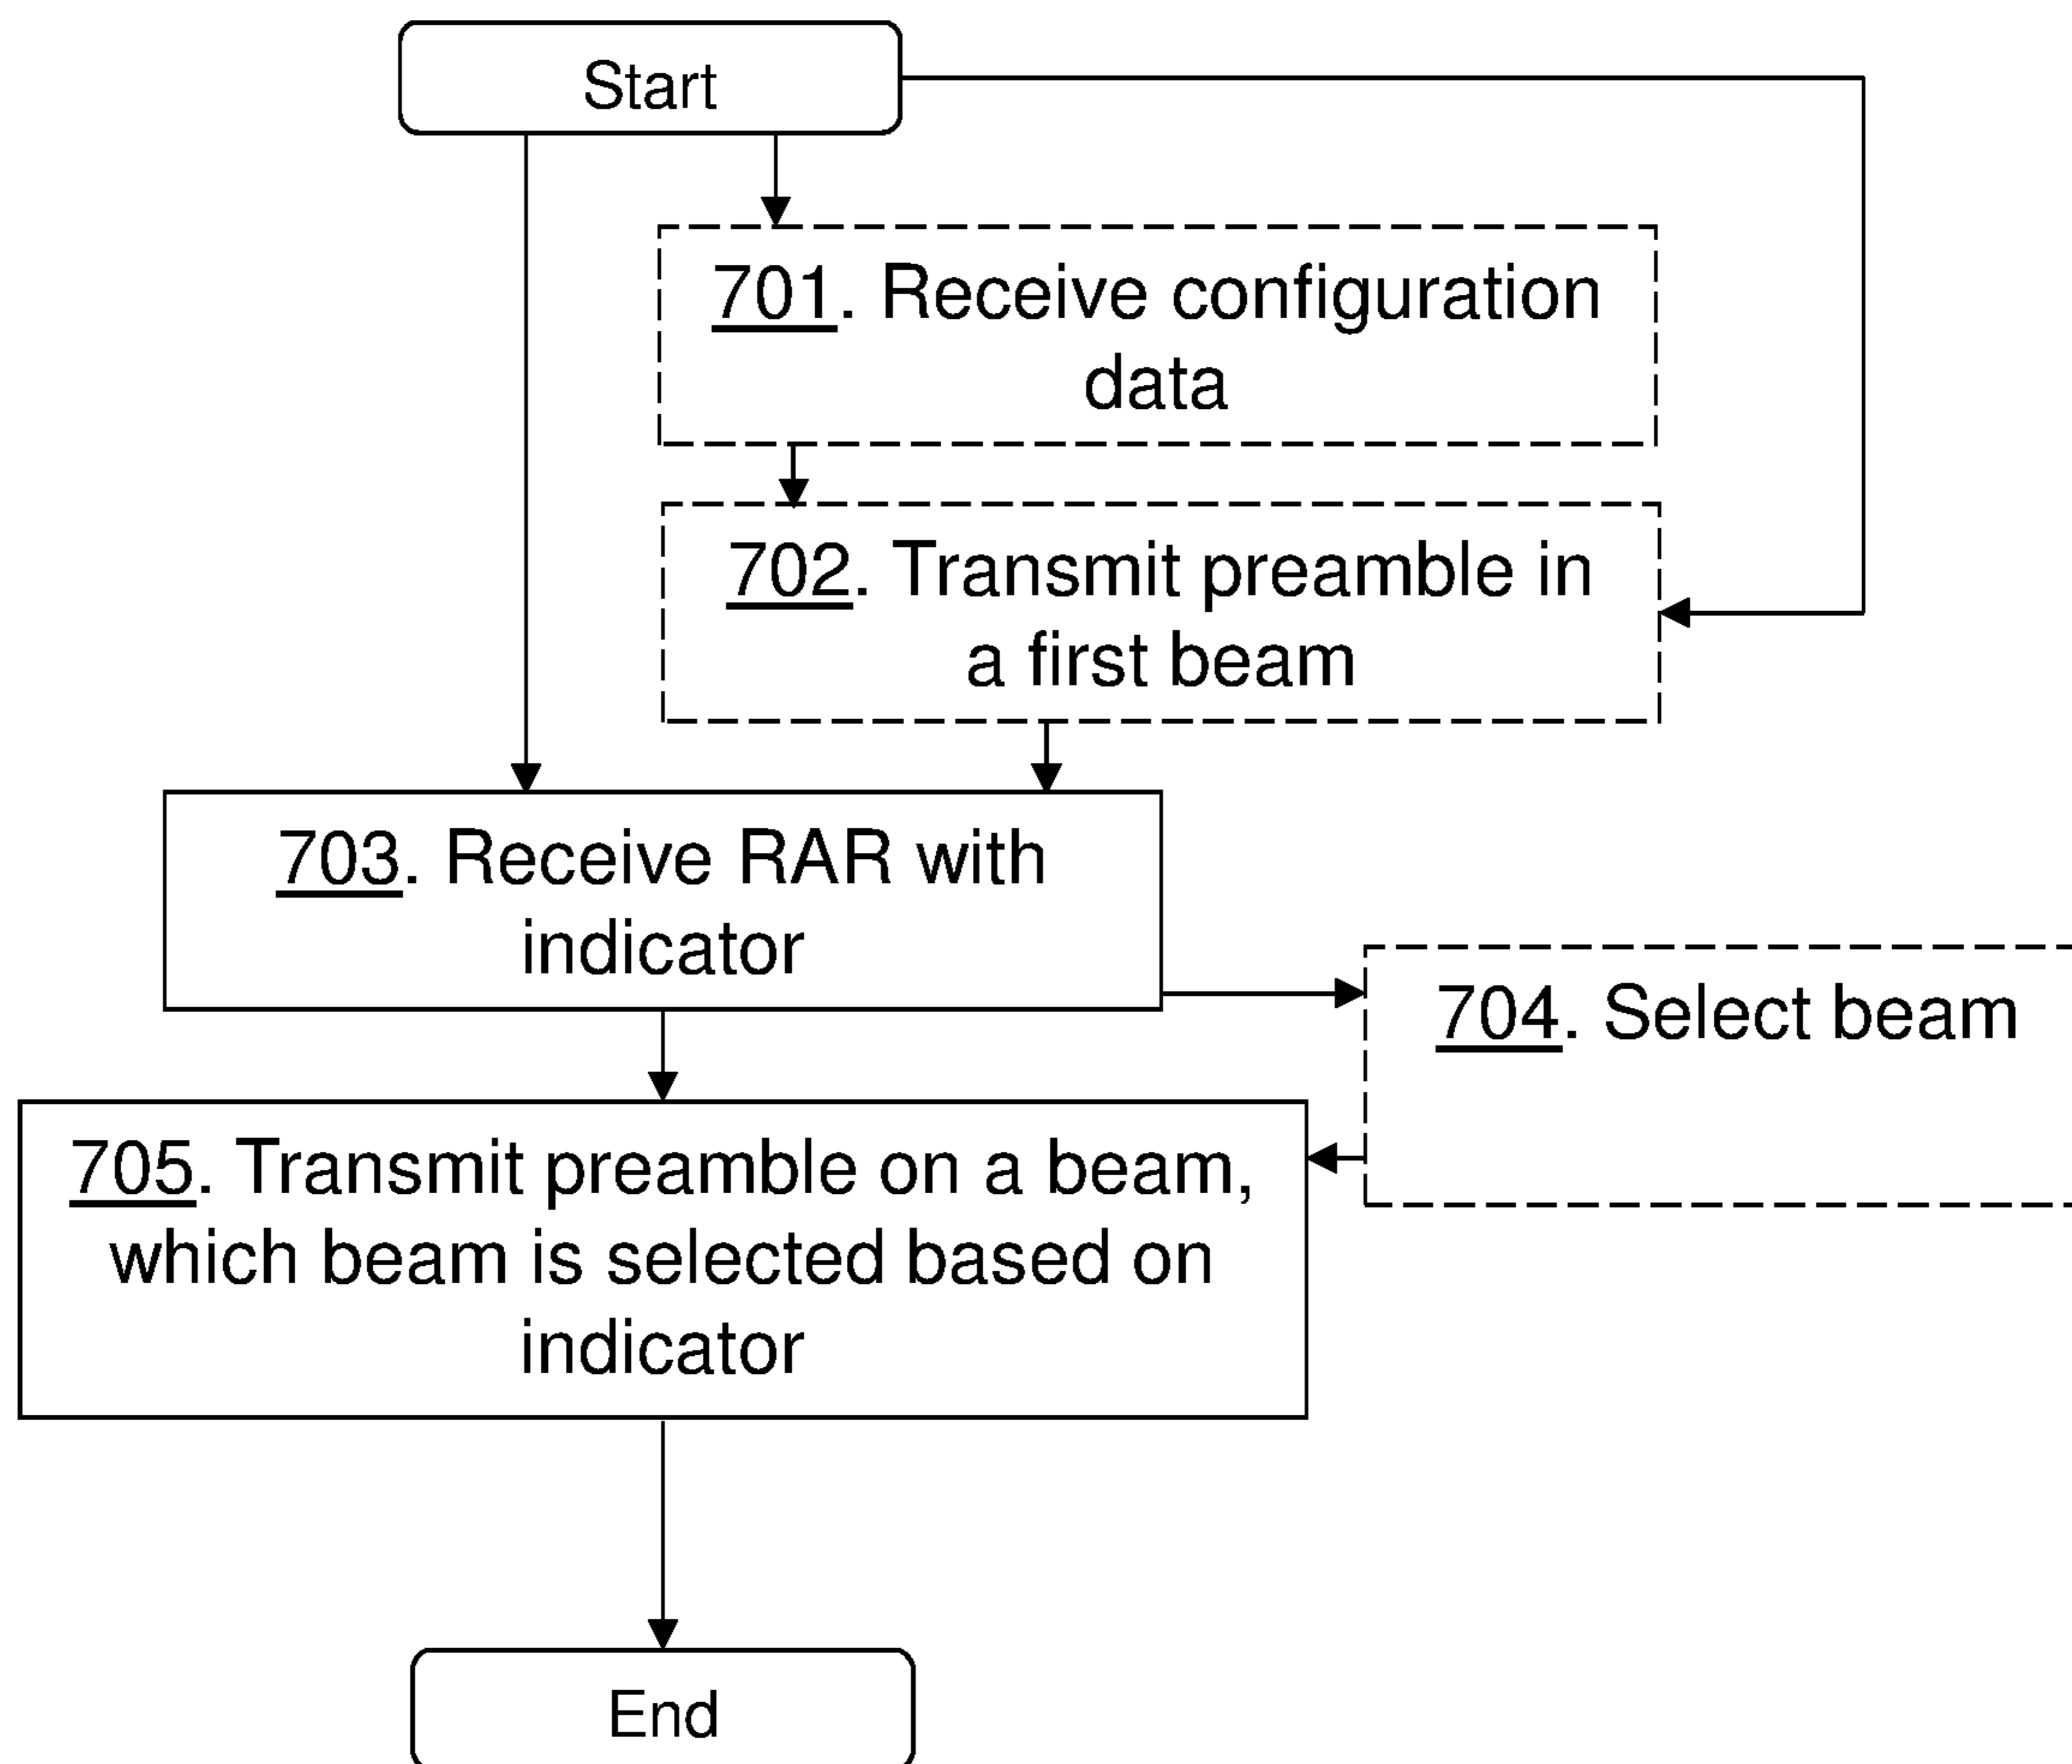 Start
701. Receive configuration
data
702. Transmit preamble in
a first beam
703. Receive RAR with
indicator
704. Select beam
705. Transmit preamble on a beam,
which beam is selected based on
indicator
End